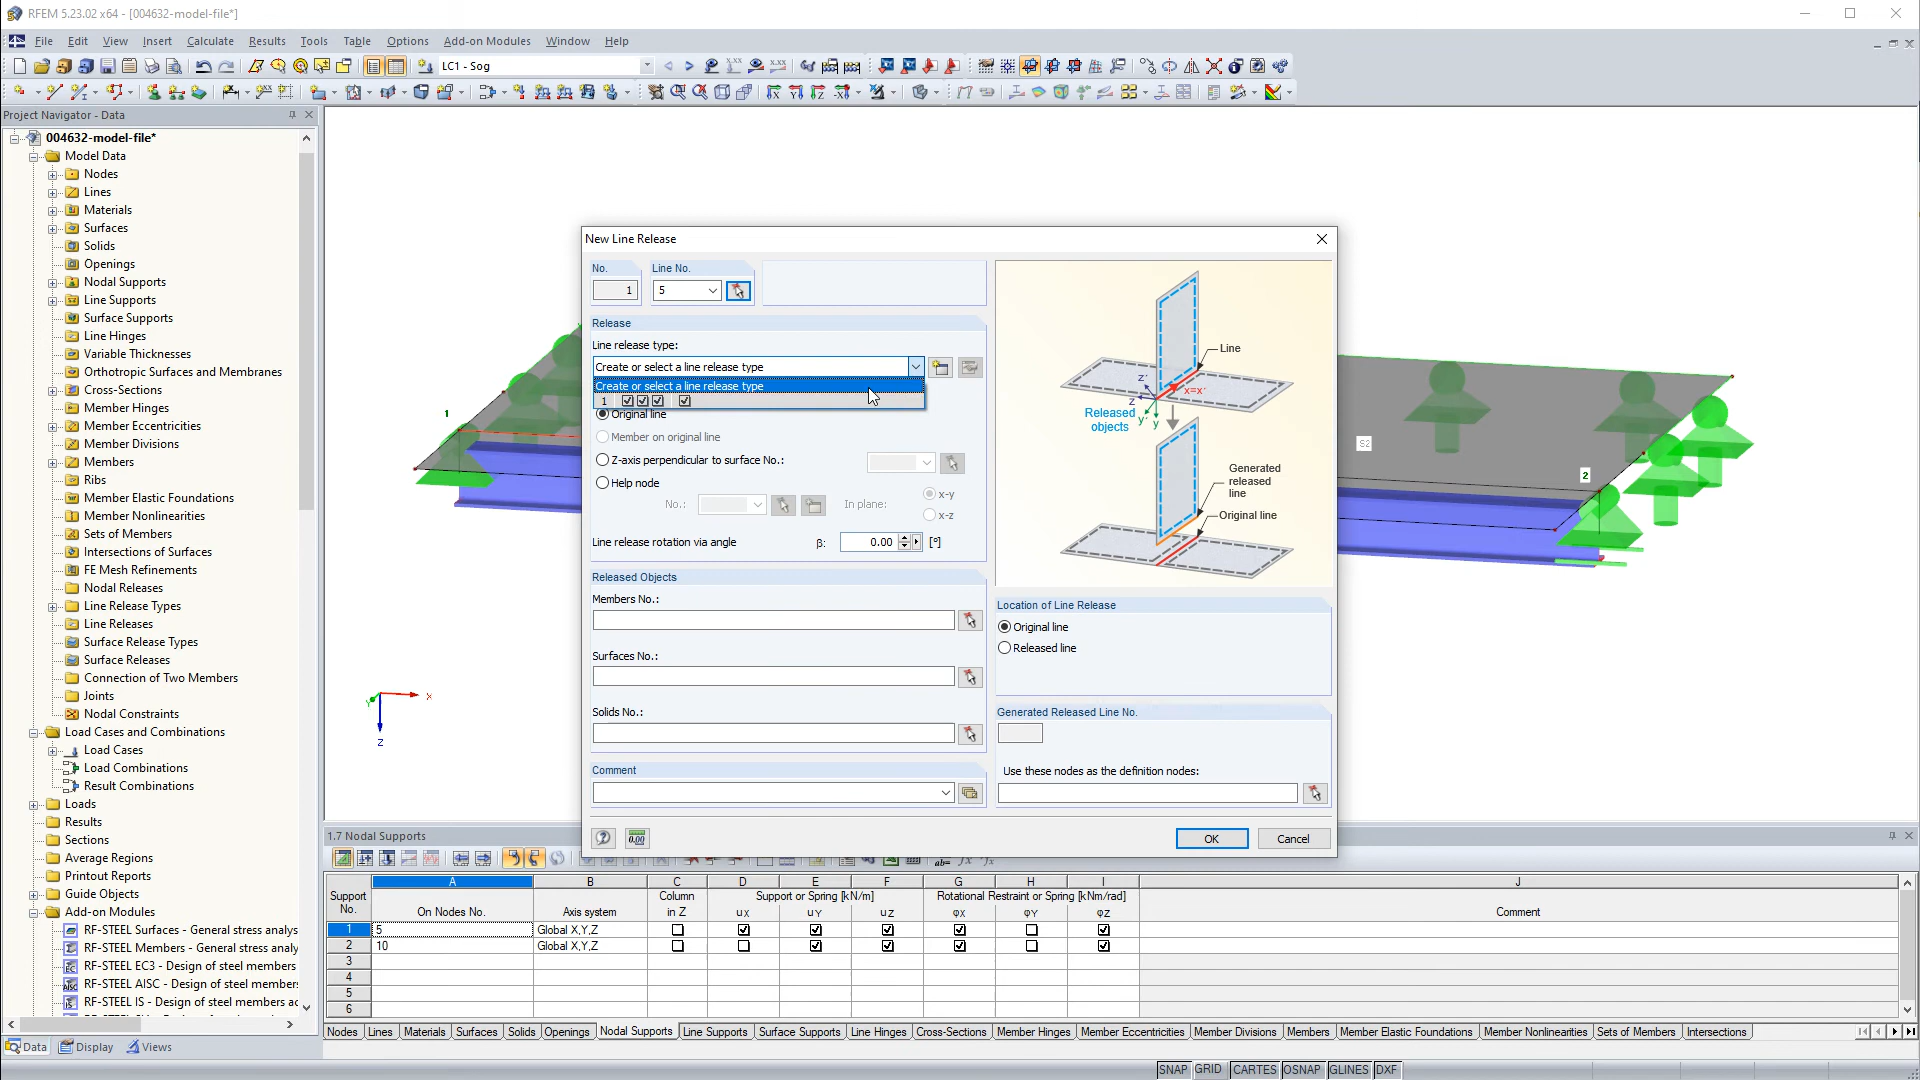 RFEM 5.23.02 x64 - [004632-model-file*]
File Edit View Insert Calculate Results Tools Table Options Add-on Modules Window Help
LC1 - Sog
Project Navigator - Data
004632-model-file*
Model Data
Nodes
Lines
Materials
Surfaces
Solids
Openings
Nodal Supports
Line Supports
Surface Supports
Line Hinges
Variable Thicknesses
Orthotropic Surfaces and Membranes
Cross-Sections
Member Hinges
Member Eccentricities
Member Divisions
Members
Ribs
Member Elastic Foundations
Member Nonlinearities
Sets of Members
Intersections of Surfaces
FE Mesh Refinements
Nodal Releases
Line Release Types
Line Releases
Surface Release Types
Surface Releases
Connection of Two Members
Joints
Nodal Constraints
Load Cases and Combinations
Load Cases
Load Combinations
Result Combinations
Loads
Results
Sections
Average Regions
Printout Reports
Guide Objects
Add-on Modules
RF-STEEL Surfaces - General stress analys
RF-STEEL Members - General stress analy
RF-STEEL EC3 - Design of steel members
RF-STEEL AISC - Design of steel members
RF-STEEL IS - Design of steel members ac
Data Display Views
1
S2
2
X
Y
Z
New Line Release
No.
1
Line No.
5
Release
Line release type:
Create or select a line release type
Create or select a line release type
1
Original line
Member on original line
Z-axis perpendicular to surface No.:
Help node
No.:
In plane:
x-y
x-z
Line release rotation via angle
β:
0.00
[°]
Released Objects
Members No.:
Surfaces No.:
Solids No.:
Comment
Line
z'
x=x'
z
y'
y
Released objects
Generated released line
Original line
Location of Line Release
Original line
Released line
Generated Released Line No.
Use these nodes as the definition nodes:
OK
Cancel
1.7 Nodal Supports
A B C D E F G H I J
Support No.
On Nodes No.
Axis system
Column in Z
Support or Spring [kN/m]
uX uY uZ
Rotational Restraint or Spring [kNm/rad]
φX φY φZ
Comment
1 5 Global X,Y,Z
2 10 Global X,Y,Z
3
4
5
6
Nodes Lines Materials Surfaces Solids Openings Nodal Supports Line Supports Surface Supports Line Hinges Cross-Sections Member Hinges Member Eccentricities Member Divisions Members Member Elastic Foundations Member Nonlinearities Sets of Members Intersections
SNAP GRID CARTES OSNAP GLINES DXF